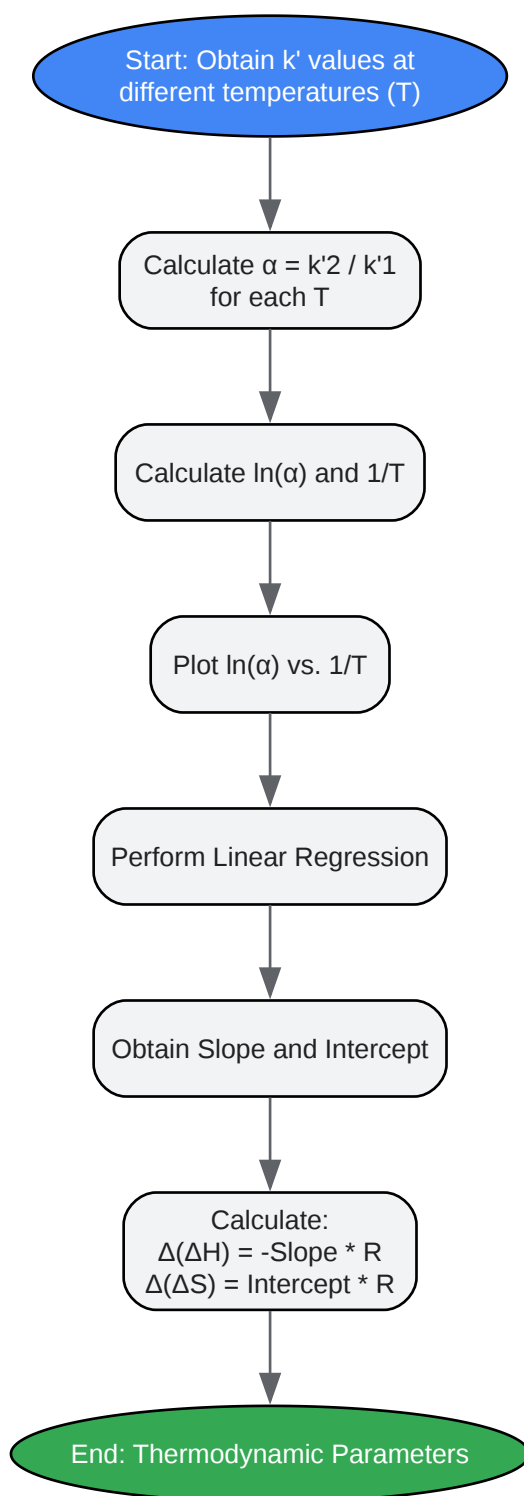 Start: Obtain k' values at
different temperatures (T)
Calculate α = k'2 / k'1
for each T
Calculate ln(α) and 1/T
Plot ln(α) vs. 1/T
Perform Linear Regression
Obtain Slope and Intercept
Calculate:
Δ(ΔH) = -Slope * R
Δ(ΔS) = Intercept * R
End: Thermodynamic Parameters